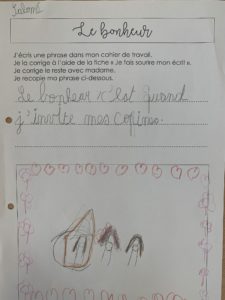 Le bonheur
J'écris une phrase dans mon cahier de travail.
Je la corrige à l'aide de la fiche « Je fais sourire mon écrit ».
Je corrige le reste avec madame.
Je recopie ma phrase ci-dessous.
Le bonheur c'est quand
j'invite mes copines.